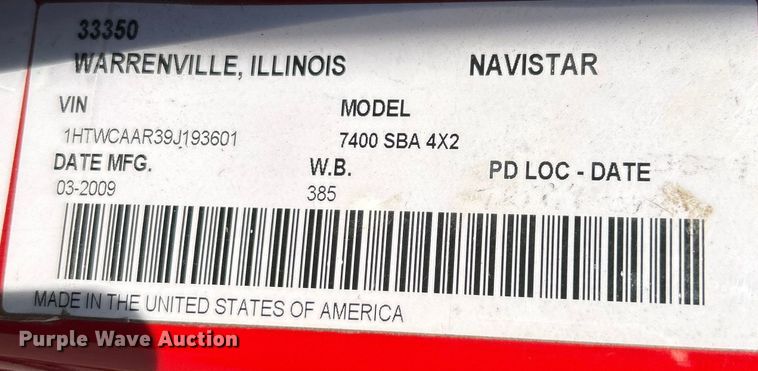 33350
WARRENVILLE, ILLINOIS NAVISTAR
VIN MODEL
1HTWCAAR39J193601 7400 SBA 4X2
DATE MFG. W.B. PD LOC - DATE
03-2009 385
MADE IN THE UNITED STATES OF AMERICA
Purple Wave Auction